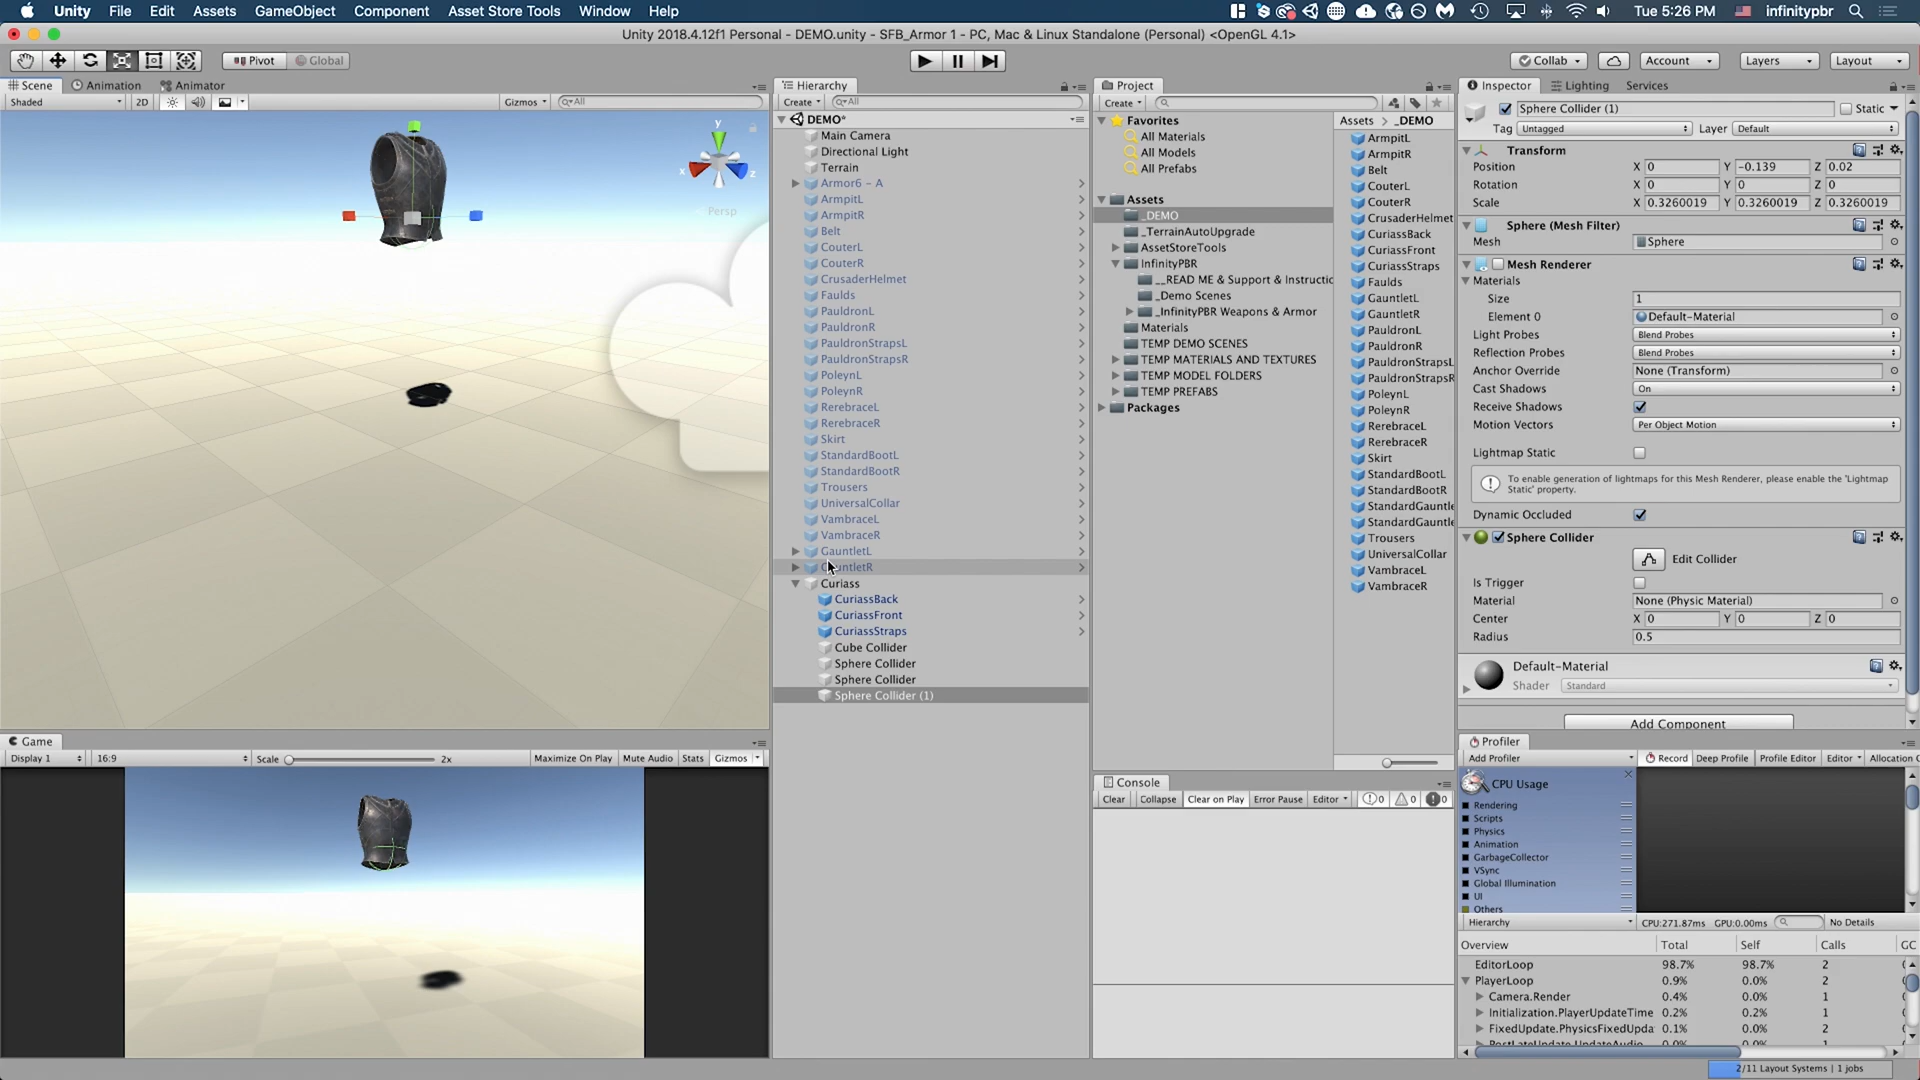 Unity File Edit Assets GameObject Component Asset Store Tools Window Help Tue 5:26 PM infinitypbr
Unity 2018.4.12f1 Personal - DEMO.unity - SFB_Armor 1 - PC, Mac & Linux Standalone (Personal) <OpenGL 4.1>
Pivot Global Collab Account Layers Layout
Scene Animation Animator
Shaded 2D Gizmos All
y
x
z
Persp
Hierarchy
Create All
DEMO*
Main Camera
Directional Light
Terrain
Armor6 - A
ArmpitL
ArmpitR
Belt
CouterL
CouterR
CrusaderHelmet
Faulds
PauldronL
PauldronR
PauldronStrapsL
PauldronStrapsR
PoleynL
PoleynR
RerebraceL
RerebraceR
Skirt
StandardBootL
StandardBootR
Trousers
UniversalCollar
VambraceL
VambraceR
GauntletL
untletR
Curiass
CuriassBack
CuriassFront
CuriassStraps
Cube Collider
Sphere Collider
Sphere Collider
Sphere Collider (1)
Project
Create
Favorites
All Materials
All Models
All Prefabs
Assets
_DEMO
_TerrainAutoUpgrade
AssetStoreTools
InfinityPBR
__READ ME & Support & Instructio
_Demo Scenes
_InfinityPBR Weapons & Armor
Materials
TEMP DEMO SCENES
TEMP MATERIALS AND TEXTURES
TEMP MODEL FOLDERS
TEMP PREFABS
Packages
Assets > _DEMO
ArmpitL
ArmpitR
Belt
CouterL
CouterR
CrusaderHelmet
CuriassBack
CuriassFront
CuriassStraps
Faulds
GauntletL
GauntletR
PauldronL
PauldronR
PauldronStrapsL
PauldronStrapsR
PoleynL
PoleynR
RerebraceL
RerebraceR
Skirt
StandardBootL
StandardBootR
StandardGauntle
StandardGauntle
Trousers
UniversalCollar
VambraceL
VambraceR
Inspector Lighting Services
Sphere Collider (1) Static
Tag Untagged Layer Default
Transform
Position X 0 Y -0.139 Z 0.02
Rotation X 0 Y 0 Z 0
Scale X 0.3260019 Y 0.3260019 Z 0.3260019
Sphere (Mesh Filter)
Mesh Sphere
Mesh Renderer
Materials
Size 1
Element 0 Default-Material
Light Probes Blend Probes
Reflection Probes Blend Probes
Anchor Override None (Transform)
Cast Shadows On
Receive Shadows
Motion Vectors Per Object Motion
Lightmap Static
To enable generation of lightmaps for this Mesh Renderer, please enable the 'Lightmap
Static' property.
Dynamic Occluded
Sphere Collider
Edit Collider
Is Trigger
Material None (Physic Material)
Center X 0 Y 0 Z 0
Radius 0.5
Default-Material
Shader Standard
Add Component
Game
Display 1 16:9 Scale 2x Maximize On Play Mute Audio Stats Gizmos
Console
Clear Collapse Clear on Play Error Pause Editor 0 0 0
Profiler
Add Profiler Record Deep Profile Profile Editor Editor Allocation C
CPU Usage
Rendering
Scripts
Physics
Animation
GarbageCollector
VSync
Global Illumination
UI
Others
Hierarchy CPU:271.87ms GPU:0.00ms No Details
Overview Total Self Calls GC
EditorLoop 98.7% 98.7% 2
PlayerLoop 0.9% 0.0% 2
Camera.Render 0.4% 0.0% 1
Initialization.PlayerUpdateTime 0.2% 0.2% 1
FixedUpdate.PhysicsFixedUpda 0.1% 0.0% 2
2/11 Layout Systems | 1 jobs